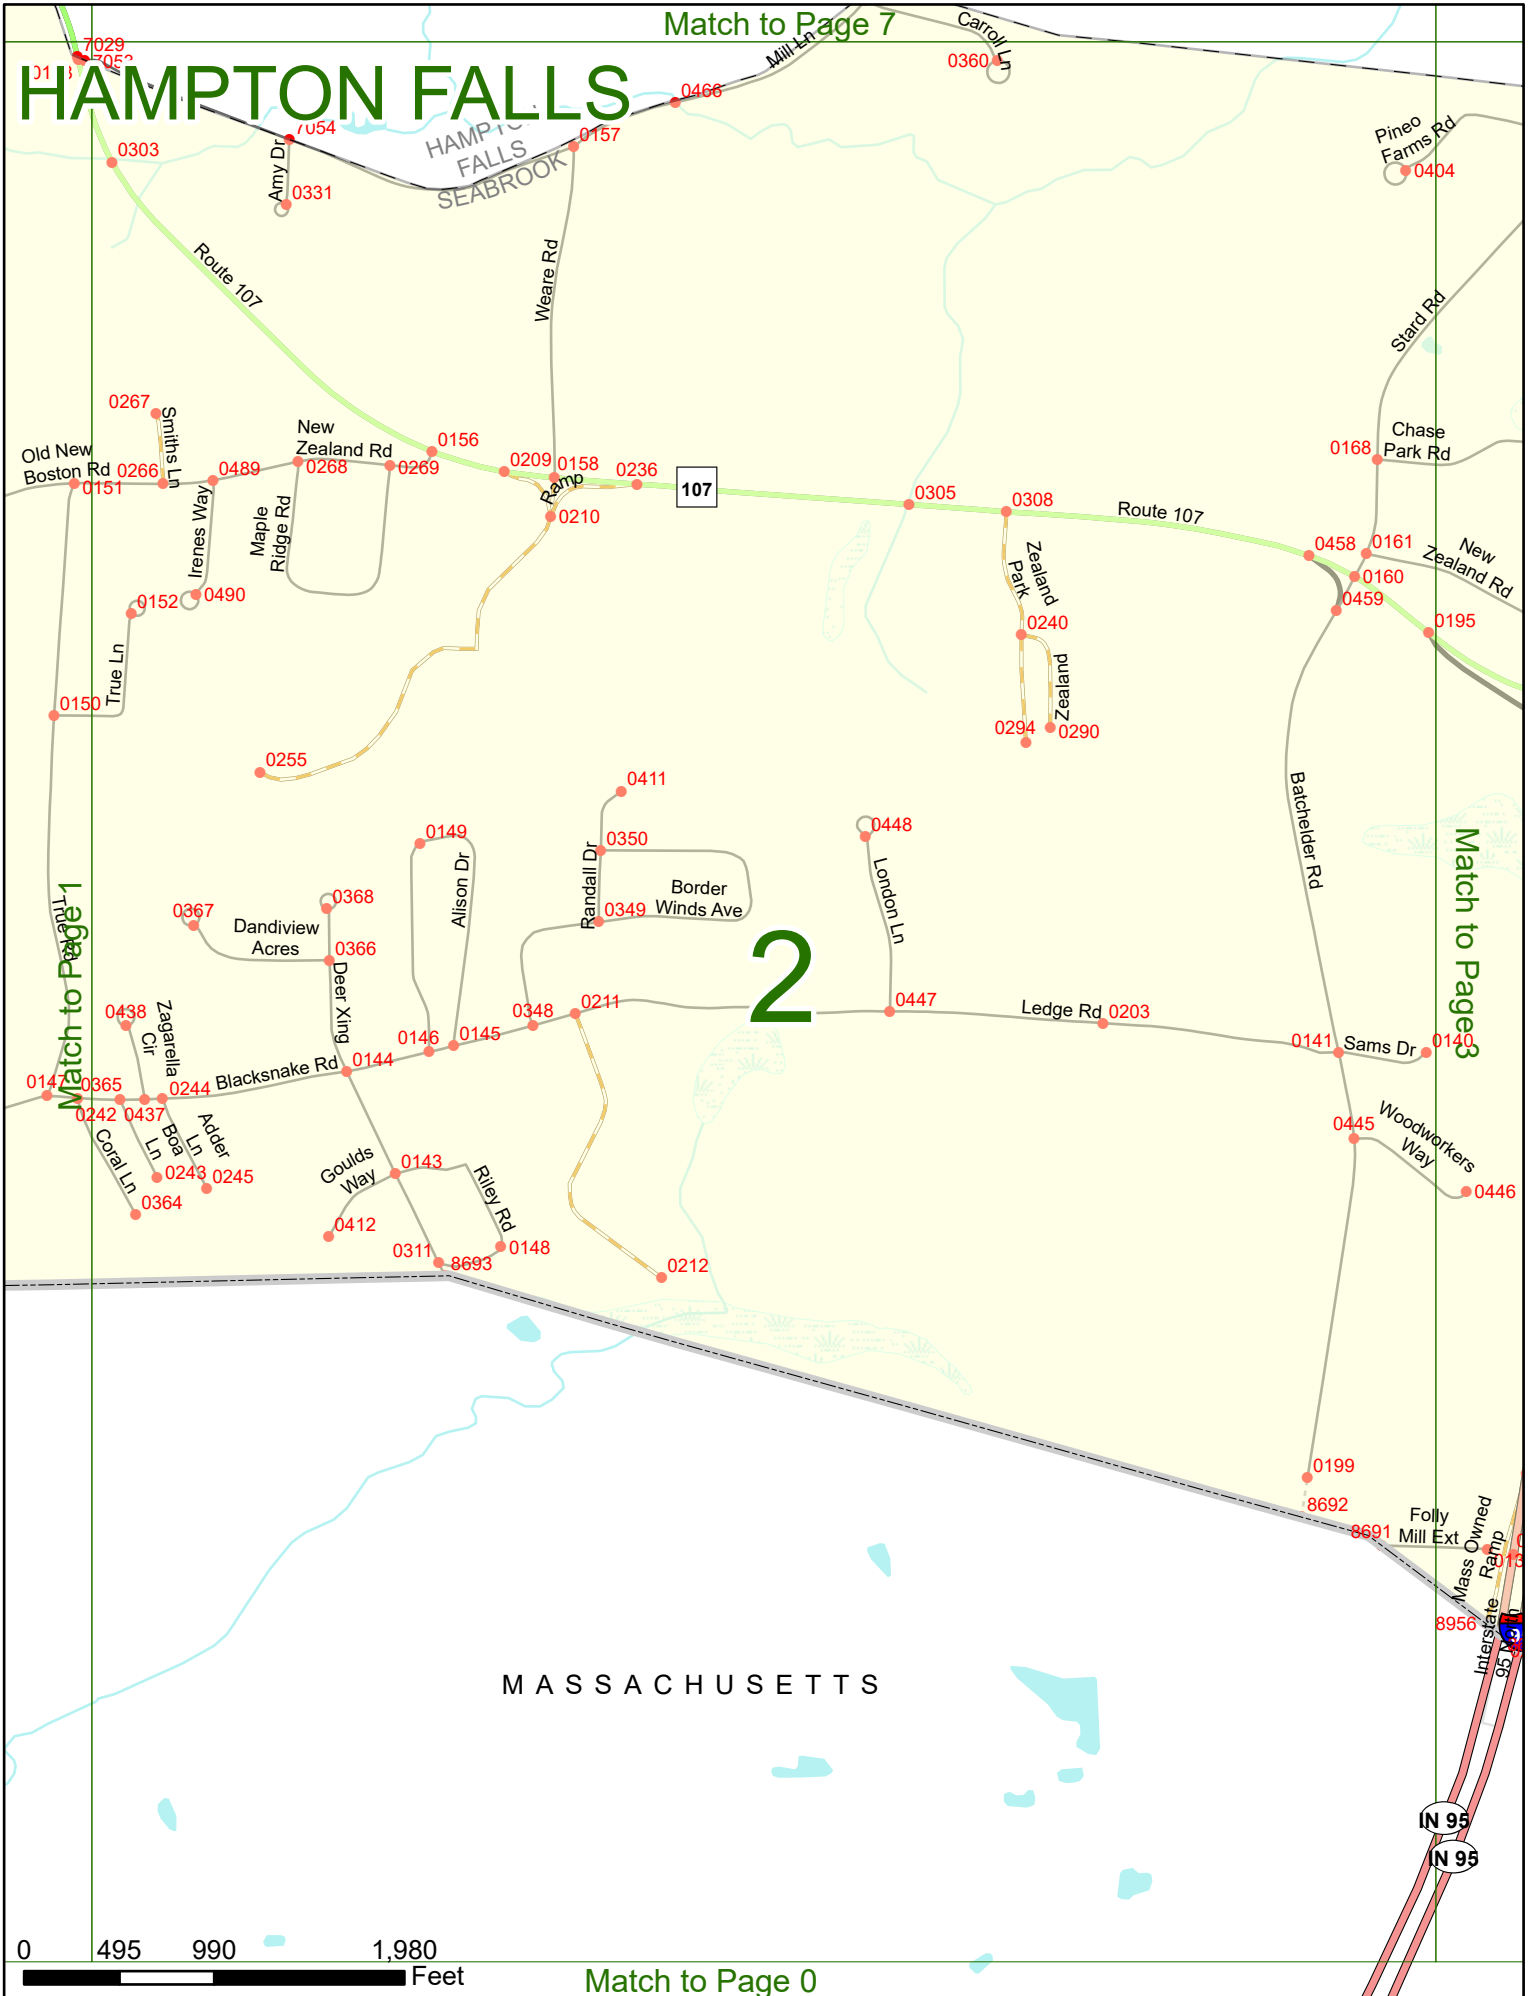 Match to Page 7
7029
7053
HAMPTON FALLS
0466
Mill Ln
Carroll Ln
0360
7054
0157
0303
Amy Dr
0331
FALLS
SEABROOK
Pineo
Farms Rd
0404
Route 107
Weare Rd
Stard Rd
0267
Smiths Ln
Old New
Boston Rd
0151
0266
0489
New
Zealand Rd
0268
0269
0156
0209
0158
0236
Ramp
0210
107
0305
0308
Route 107
0168
Chase
Park Rd
0458
0161
New
Zealand Rd
0160
0459
0195
Irenes Way
Maple
Ridge Rd
0152
0490
True Ln
0150
Zealand
Park
0240
Zealand
0294
0290
0255
0411
0149
0350
0448
Alison Dr
Randall Dr
Border
Winds Ave
0349
London Ln
Batchelder Rd
Match to Page 3
Match to Page 1
True Rd
0367
0368
Dandiview
Acres
0366
Deer Xing
2
0438
Zagarella
Cir
0348
0211
0447
Ledge Rd
0203
0146
0145
0141
Sams Dr
0140
0147
0365
0244
Blacksnake Rd
0144
0242
0437
Coral Ln
Boa
Ln
Adder
Ln
0243
0245
0364
Goulds
Way
0143
Riley Rd
0412
0311
8693
0148
0212
0445
Woodworkers
Way
0446
0199
8692
8691
Folly
Mill Ext
Mass Owned
Ramp
8956
Interstate
95 North
MASSACHUSETTS
IN 95
IN 95
0 495 990 1,980
Feet
Match to Page 0